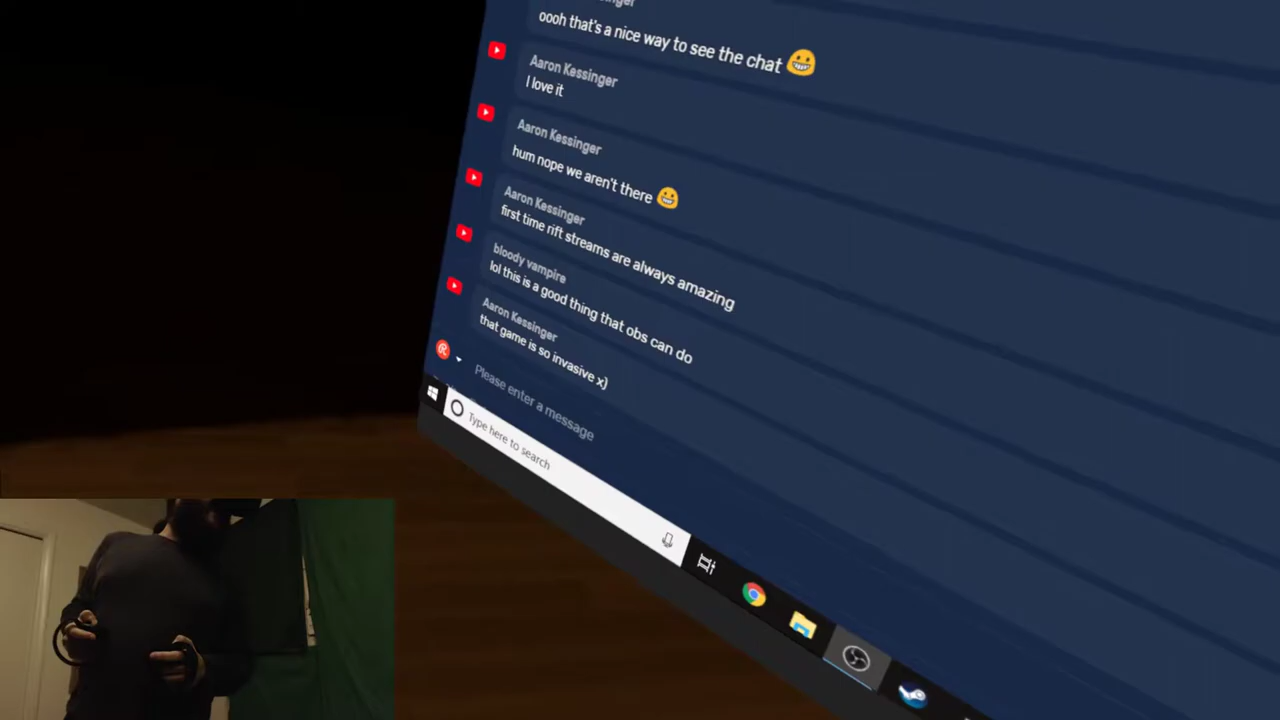 oooh that's a nice way to see the chat 😀
Aaron Kessinger
I love it
Aaron Kessinger
hum nope we aren't there 😀
Aaron Kessinger
first time rift streams are always amazing
bloody vampire
lol this is a good thing that obs can do
Aaron Kessinger
that game is so invasive x)
Please enter a message
Type here to search